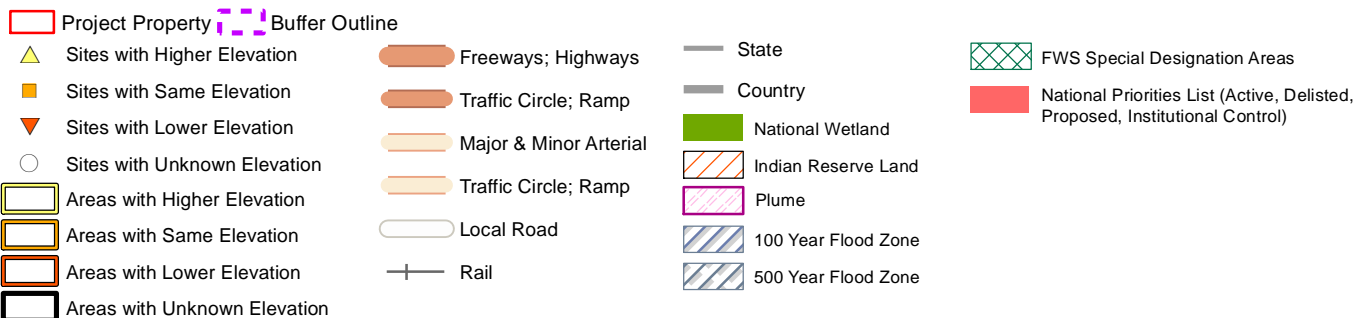 Project Property
Buffer Outline
Sites with Higher Elevation
Sites with Same Elevation
Sites with Lower Elevation
Sites with Unknown Elevation
Areas with Higher Elevation
Areas with Same Elevation
Areas with Lower Elevation
Areas with Unknown Elevation
Freeways; Highways
Traffic Circle; Ramp
Major & Minor Arterial
Traffic Circle; Ramp
Local Road
Rail
State
Country
National Wetland
Indian Reserve Land
Plume
100 Year Flood Zone
500 Year Flood Zone
FWS Special Designation Areas
National Priorities List (Active, Delisted,
Proposed, Institutional Control)